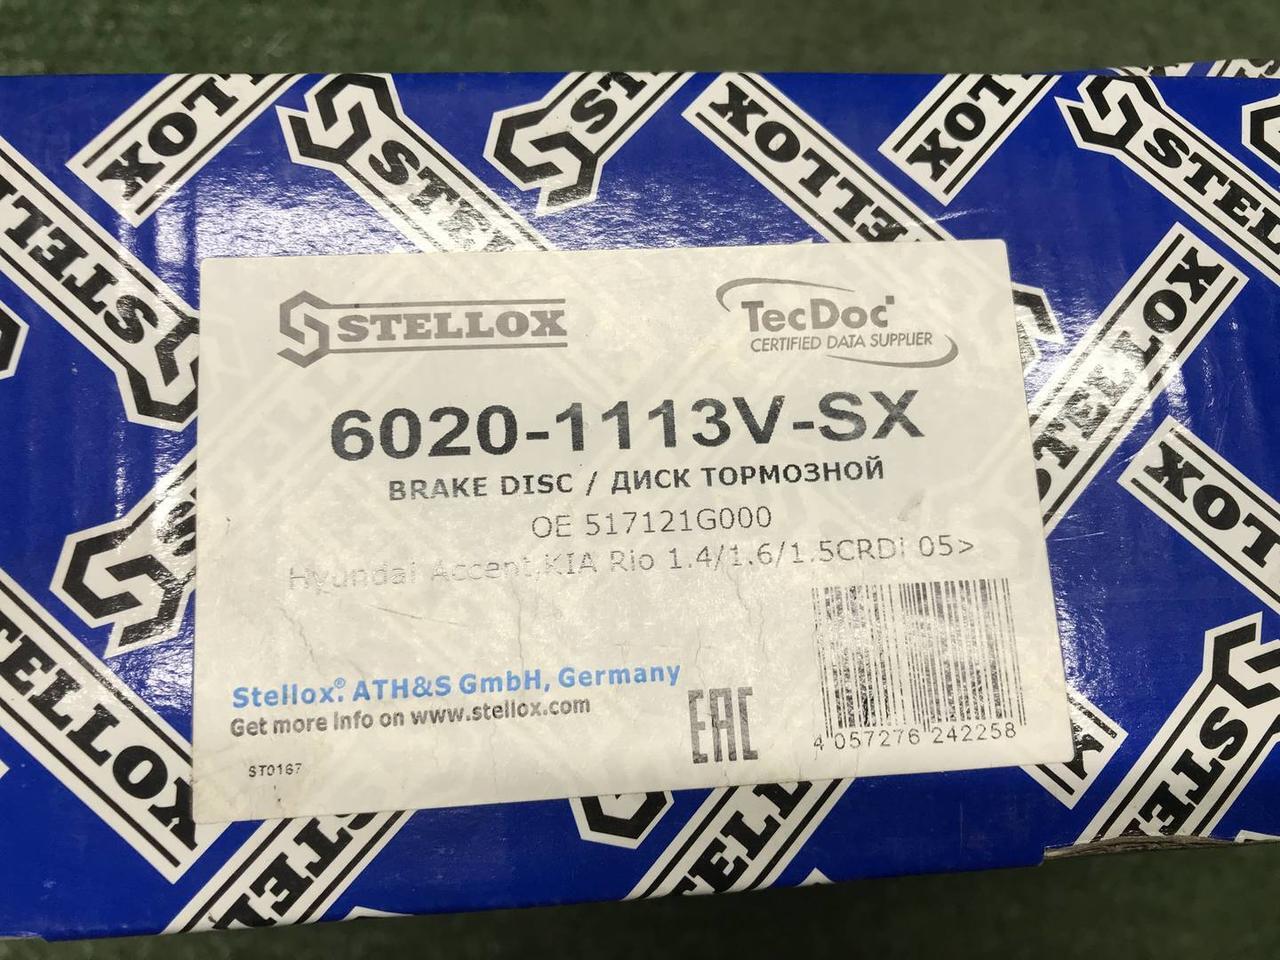 STELLOX
TecDoc
CERTIFIED DATA SUPPLIER
6020-1113V-SX
BRAKE DISC / ДИСК ТОРМОЗНОЙ
OE 517121G000
Hyundai Accent,KIA Rio 1.4/1.6/1.5CRDi 05>
Stellox® ATH&S GmbH, Germany
Get more info on www.stellox.com
EAC
4 057276 242258
ST0167